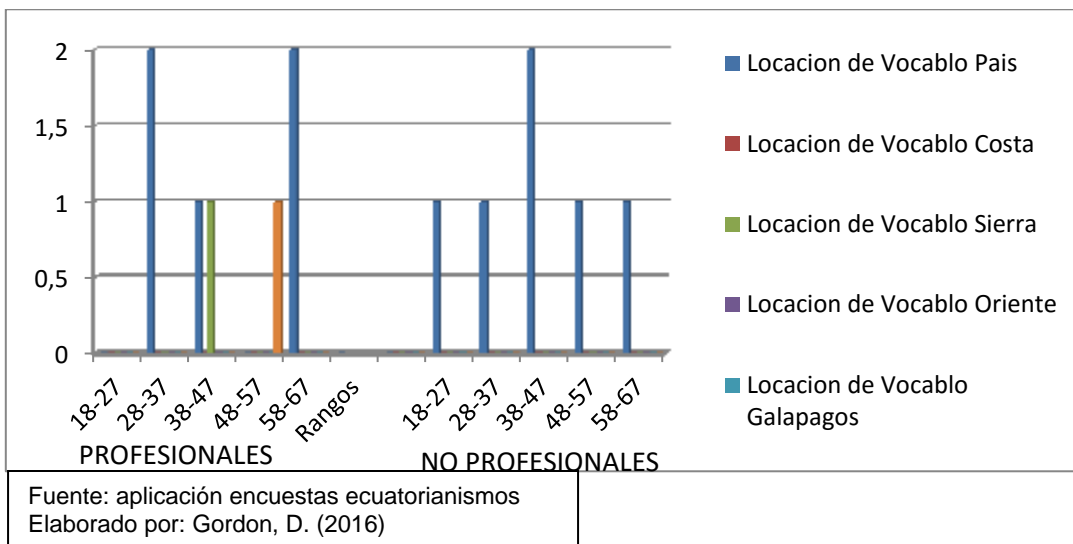 2
1,5
1
0,5
0
18-27
28-37
38-47
48-57
58-67
Rangos
18-27
28-37
38-47
48-57
58-67
PROFESIONALES
NO PROFESIONALES
Locacion de Vocablo Pais
Locacion de Vocablo Costa
Locacion de Vocablo Sierra
Locacion de Vocablo Oriente
Locacion de Vocablo
Galapagos
Fuente: aplicación encuestas ecuatorianismos
Elaborado por: Gordon, D. (2016)